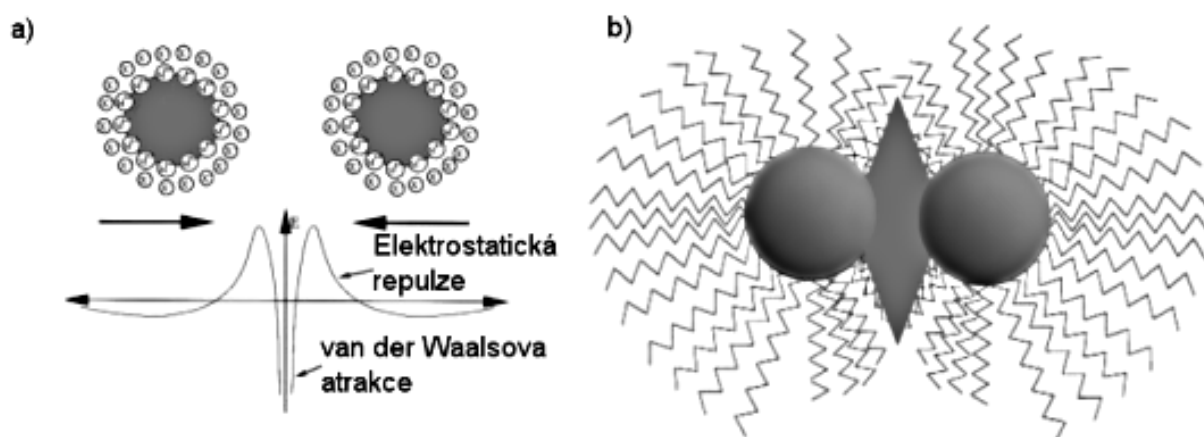 a)
b)
E
Elektrostatická
repulze
van der Waalsova
atrakce